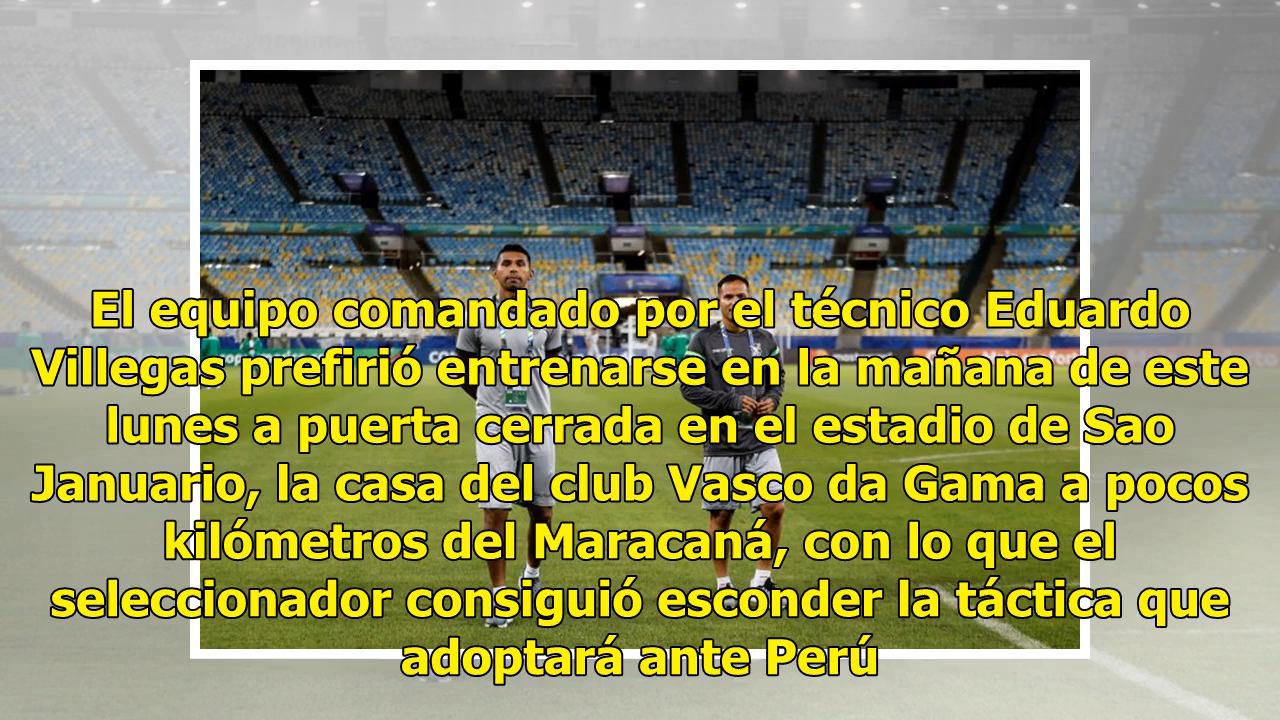 El equipo comandado por el técnico Eduardo
Villegas prefirió entrenarse en la mañana de este
lunes a puerta cerrada en el estadio de Sao
Januario, la casa del club Vasco da Gama a pocos
kilómetros del Maracaná, con lo que el
seleccionador consiguió esconder la táctica que
adoptará ante Perú